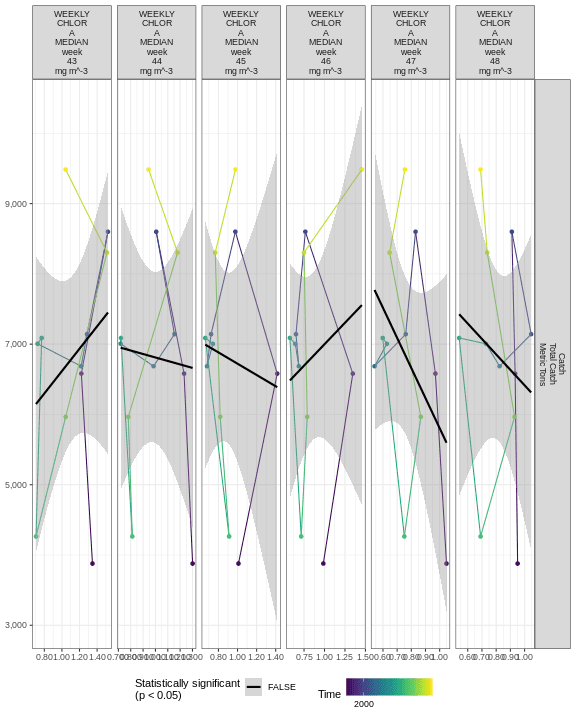 WEEKLY CHLOR A MEDIAN week 43 mg m^-3
WEEKLY CHLOR A MEDIAN week 44 mg m^-3
WEEKLY CHLOR A MEDIAN week 45 mg m^-3
WEEKLY CHLOR A MEDIAN week 46 mg m^-3
WEEKLY CHLOR A MEDIAN week 47 mg m^-3
WEEKLY CHLOR A MEDIAN week 48 mg m^-3
9,000
7,000
5,000
3,000
Catch
Total Catch
Metric Tons
0.80 1.00 1.20 1.40
0.80 1.00 1.20 1.40
0.75 1.00 1.25 1.50
0.60 0.70 0.80 0.90 1.00
0.60 0.70 0.80 0.90 1.00
Statistically significant
(p < 0.05)
FALSE
Time
2000